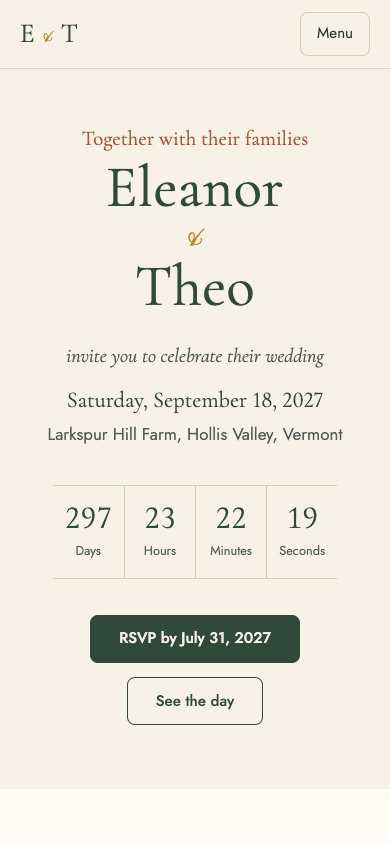 E & T
Menu
Together with their families
Eleanor
&
Theo
invite you to celebrate their wedding
Saturday, September 18, 2027
Larkspur Hill Farm, Hollis Valley, Vermont
297 23 22 19
Days Hours Minutes Seconds
RSVP by July 31, 2027
See the day